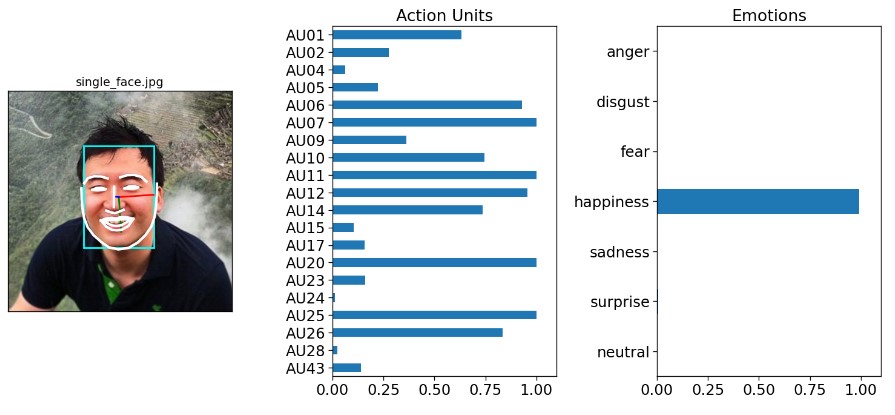 single_face.jpg
Action Units
AU01
AU02
AU04
AU05
AU06
AU07
AU09
AU10
AU11
AU12
AU14
AU15
AU17
AU20
AU23
AU24
AU25
AU26
AU28
AU43
0.00 0.25 0.50 0.75 1.00
Emotions
anger
disgust
fear
happiness
sadness
surprise
neutral
0.00 0.25 0.50 0.75 1.00